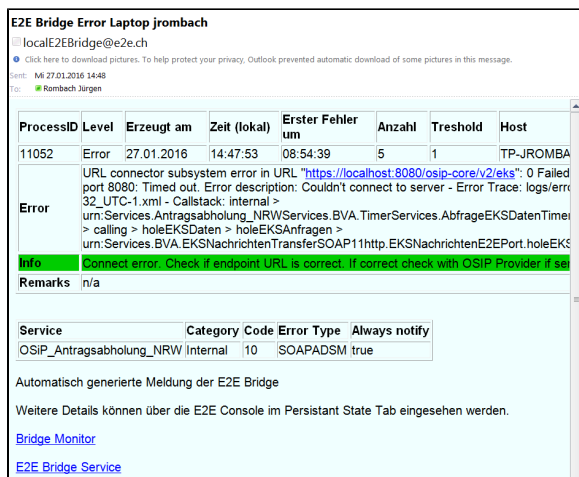 E2E Bridge Error Laptop jrombach
localE2EBridge@e2e.ch
Click here to download pictures. To help protect your privacy, Outlook prevented automatic download of some pictures in this message.
Sent: Mi 27.01.2016 14:48
To: Rombach Jürgen
ProcessID Level Erzeugt am Zeit (lokal) Erster Fehler um Anzahl Treshold Host
11052 Error 27.01.2016 14:47:53 08:54:39 5 1 TP-JROMBA
URL connector subsystem error in URL "https://localhost:8080/osip-core/v2/eks": 0 Failed
port 8080: Timed out. Error description: Couldn't connect to server - Error Trace: logs/erro
32_UTC-1.xml - Callstack: internal >
Error urn:Services.Antragsabholung_NRWServices.BVA.TimerServices.AbfrageEKSDatenTimer
> calling > holeEKSDaten > holeEKSAnfragen >
urn:Services.BVA.EKSNachrichtenTransferSOAP11http.EKSNachrichtenE2EPort.holeEKS
Info Connect error. Check if endpoint URL is correct. If correct check with OSIP Provider if ser
Remarks n/a
Service Category Code Error Type Always notify
OSiP_Antragsabholung_NRW Internal 10 SOAPADSM true
Automatisch generierte Meldung der E2E Bridge
Weitere Details können über die E2E Console im Persistant State Tab eingesehen werden.
Bridge Monitor
E2E Bridge Service